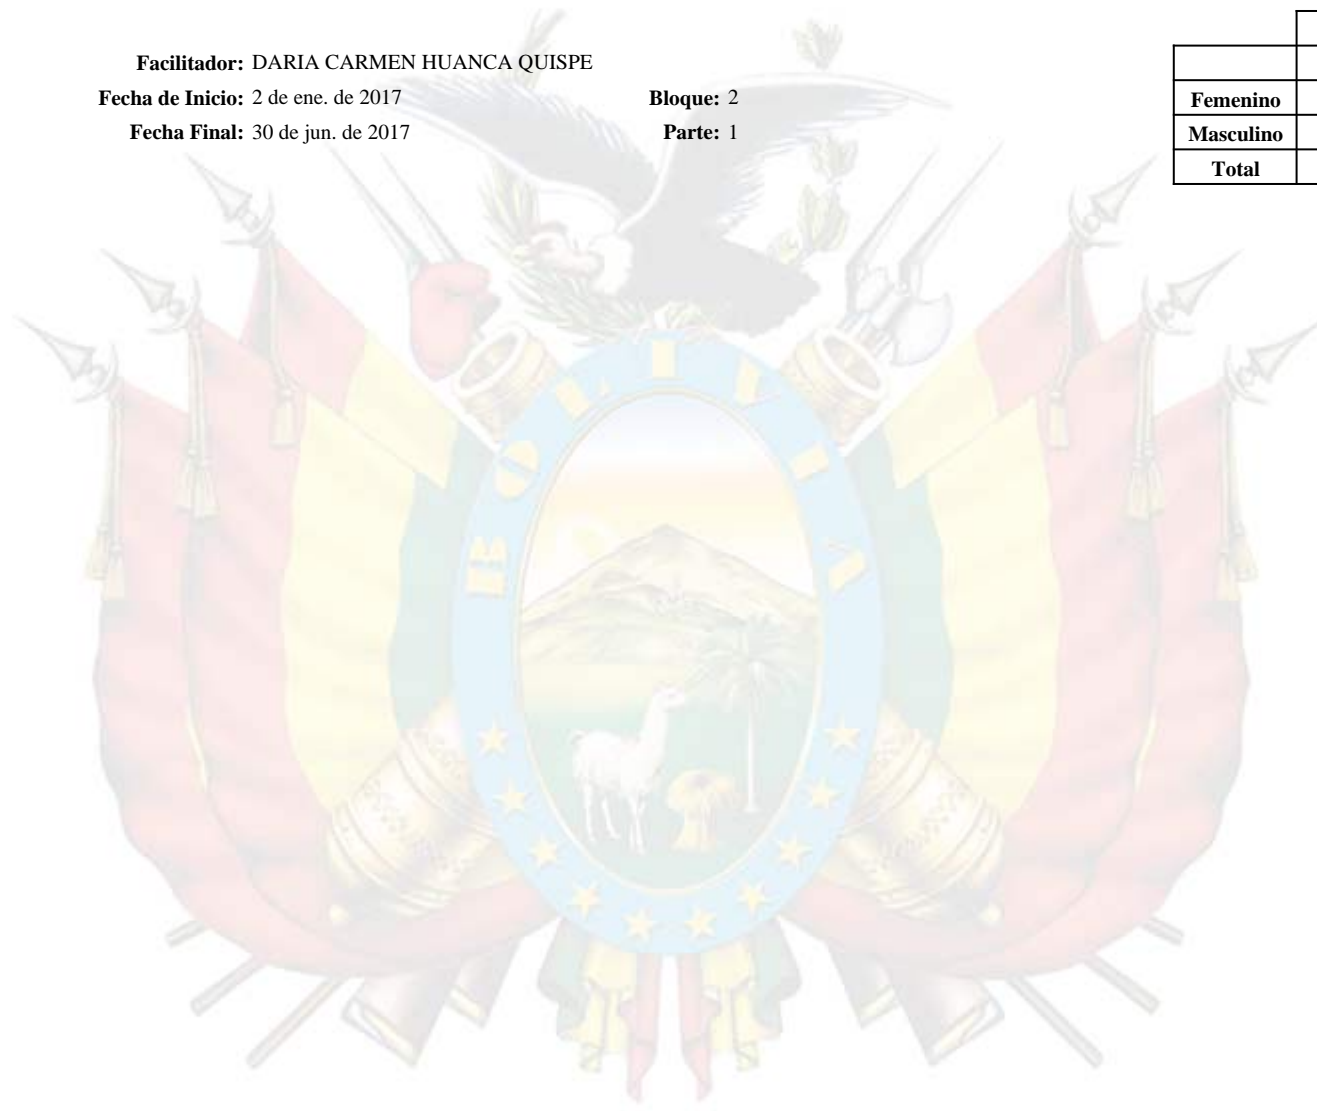 Facilitador: DARIA CARMEN HUANCA QUISPE
Fecha de Inicio: 2 de ene. de 2017 Bloque: 2
Fecha Final: 30 de jun. de 2017 Parte: 1
Femenino
Masculino
Total
BOLIVIA